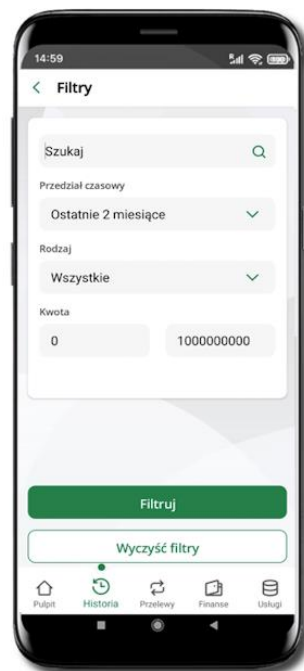 14:59
Filtry
Szukaj
Przedział czasowy
Ostatnie 2 miesiące
Rodzaj
Wszystkie
Kwota
0 1000000000
Filtruj
Wyczyść filtry
Pulpit Historia Przelewy Finanse Usługi